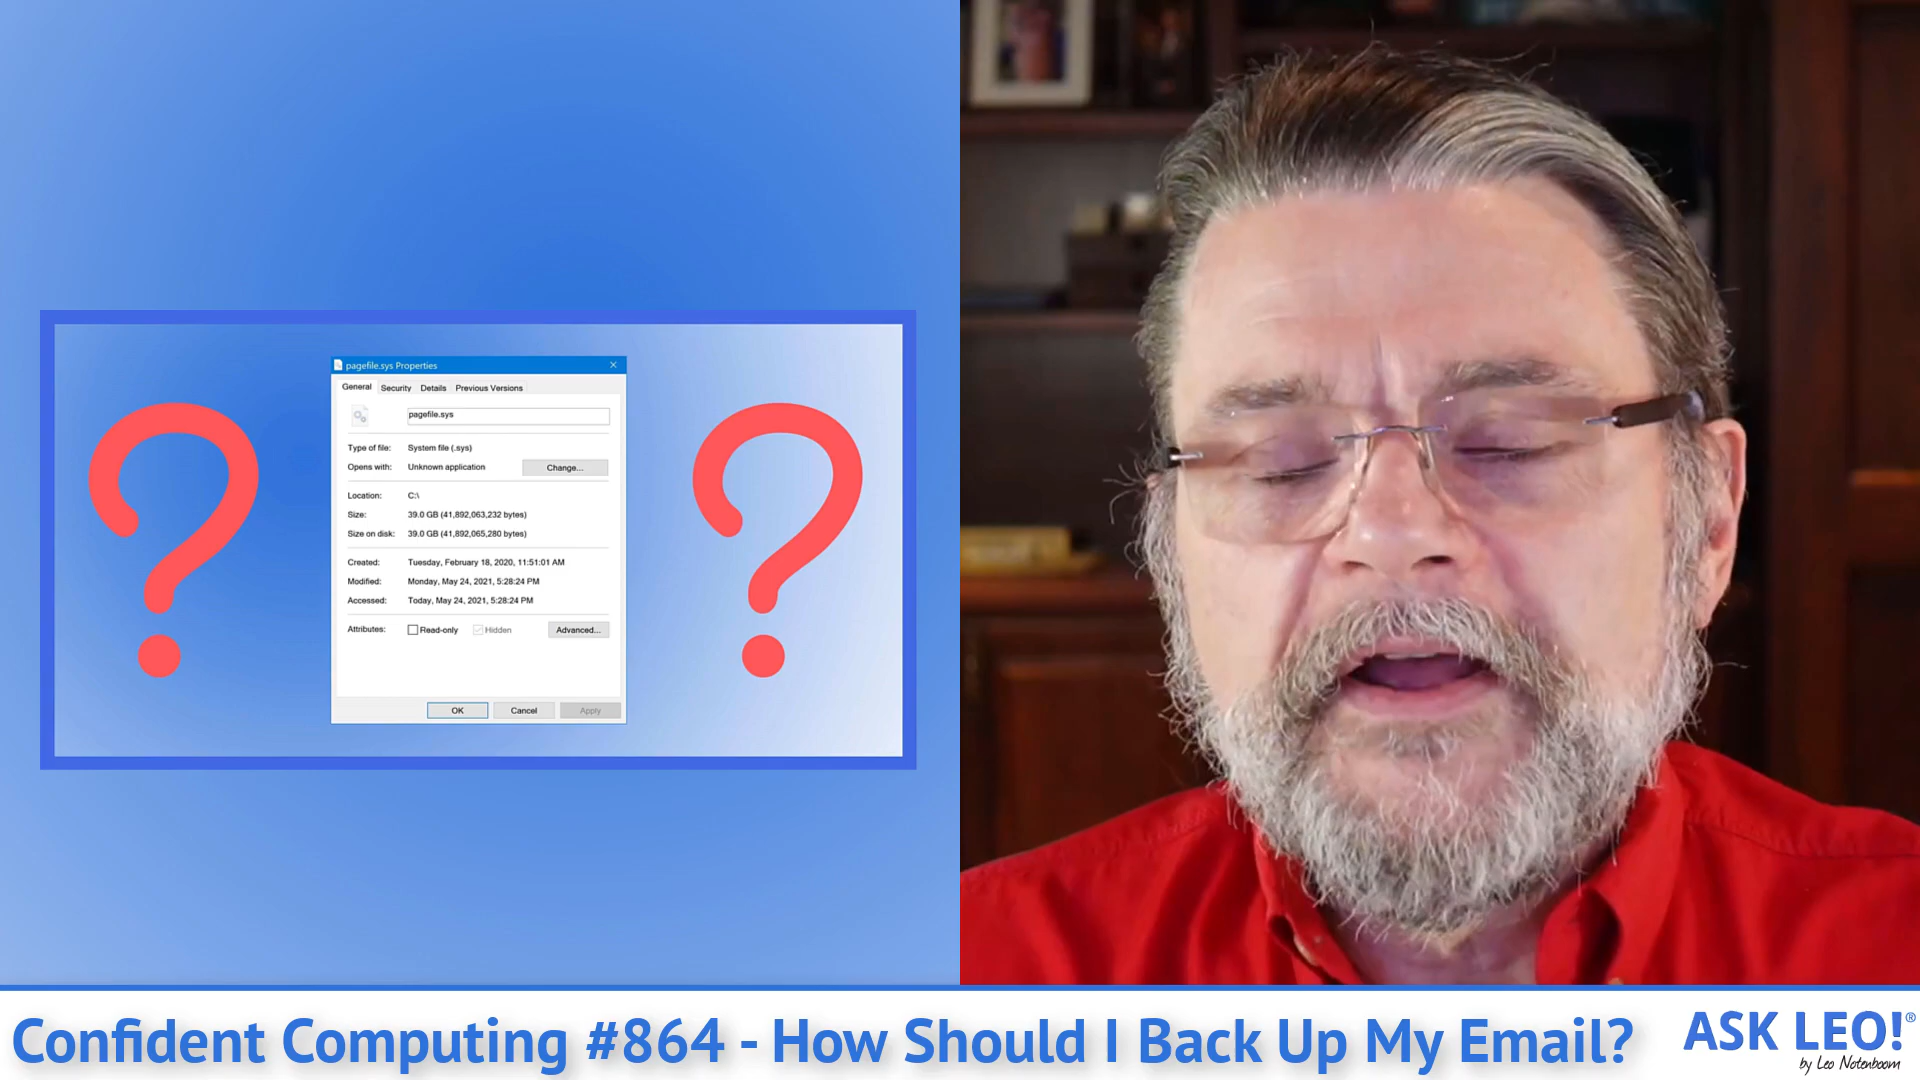 pagefile.sys Properties
General Security Details Previous Versions
pagefile.sys
Type of file: System file (.sys)
Opens with: Unknown application Change...
Location: C:\
Size: 39.0 GB (41,892,063,232 bytes)
Size on disk: 39.0 GB (41,892,065,280 bytes)
Created: Tuesday, February 18, 2020, 11:51:01 AM
Modified: Monday, May 24, 2021, 5:28:24 PM
Accessed: Today, May 24, 2021, 5:28:24 PM
Attributes: Read-only Hidden Advanced...
OK Cancel Apply
? ?
Confident Computing #864 - How Should I Back Up My Email?
ASK LEO!®
by Leo Notenboom